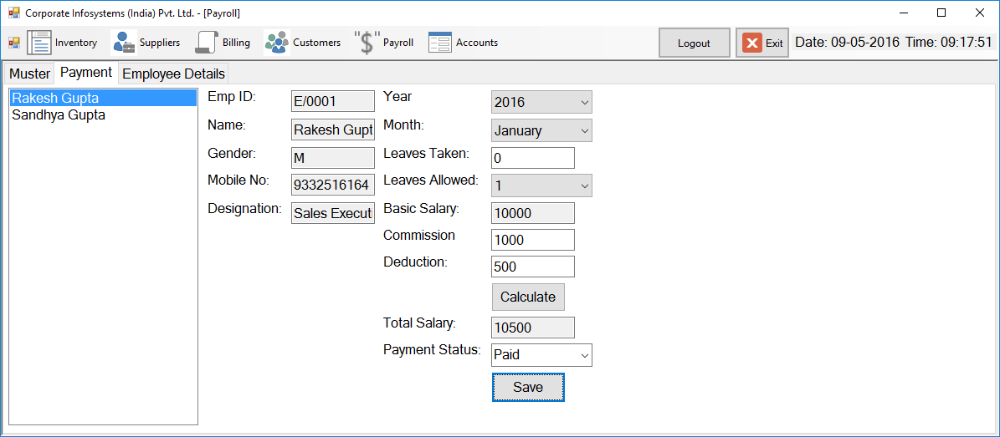 Corporate Infosystems (India) Pvt. Ltd. - [Payroll]
Inventory Suppliers Billing Customers "$" Payroll Accounts Logout Exit Date: 09-05-2016 Time: 09:17:51
Muster Payment Employee Details
Rakesh Gupta
Sandhya Gupta
Emp ID: E/0001
Name: Rakesh Gupt
Gender: M
Mobile No: 9332516164
Designation: Sales Executi
Year 2016
Month: January
Leaves Taken: 0
Leaves Allowed: 1
Basic Salary: 10000
Commission 1000
Deduction: 500
Calculate
Total Salary: 10500
Payment Status: Paid
Save